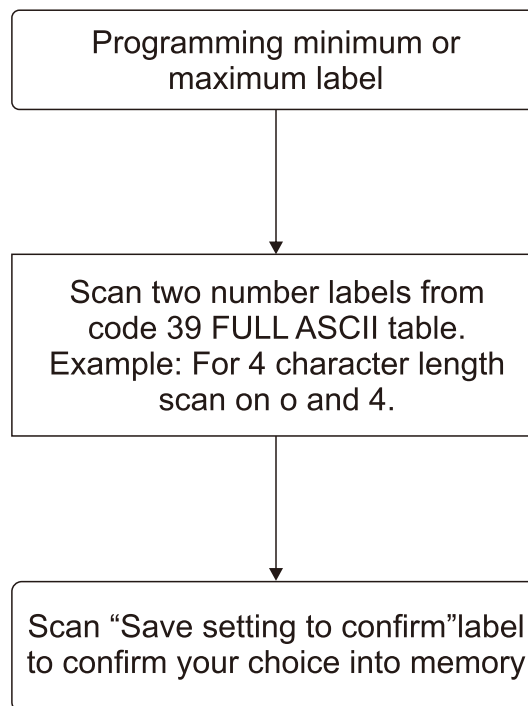 Programming minimum or
maximum label
Scan two number labels from
code 39 FULL ASCII table.
Example: For 4 character length
scan on o and 4.
Scan “Save setting to confirm”label
to confirm your choice into memory